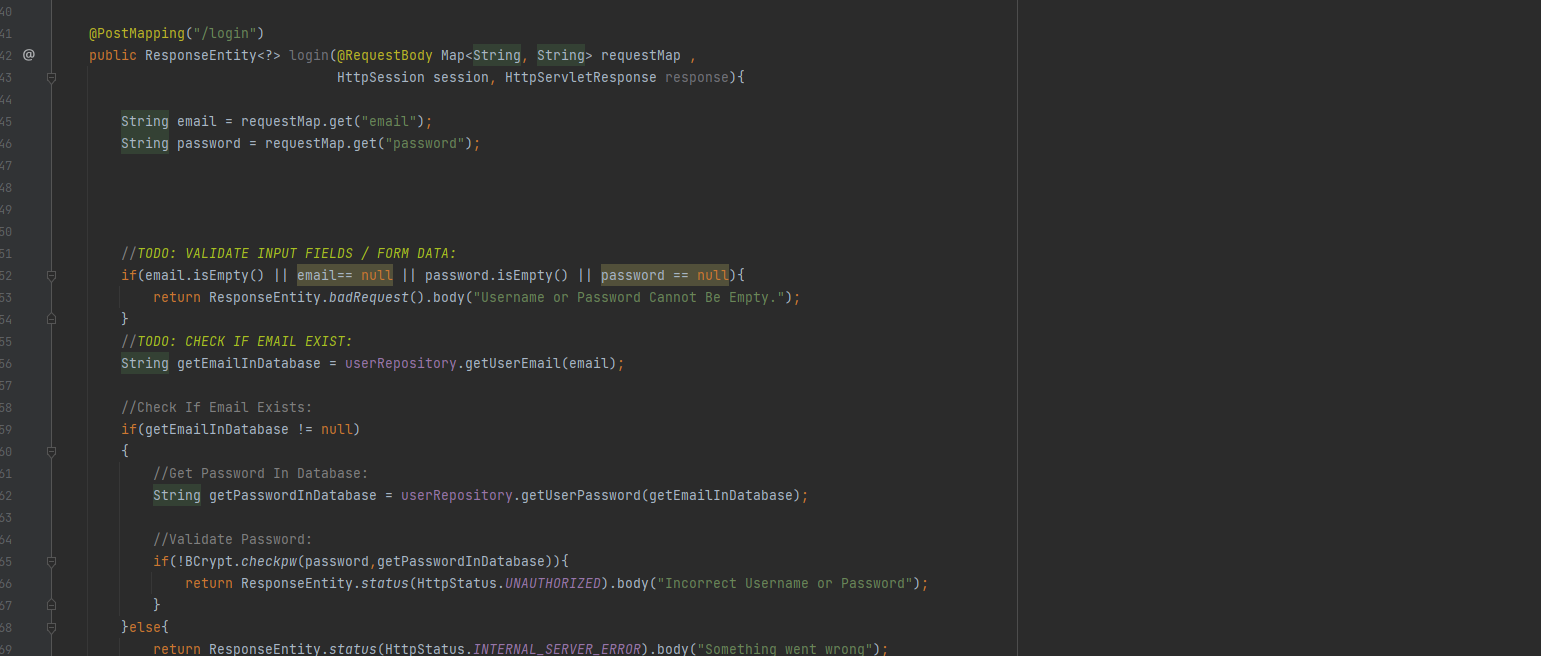 40
41 @PostMapping("/login")
42 @ public ResponseEntity<?> login(@RequestBody Map<String, String> requestMap ,
43 HttpSession session, HttpServletResponse response){
44
45 String email = requestMap.get("email");
46 String password = requestMap.get("password");
47
48
49
50
51 //TODO: VALIDATE INPUT FIELDS / FORM DATA:
52 if(email.isEmpty() || email== null || password.isEmpty() || password == null){
53 return ResponseEntity.badRequest().body("Username or Password Cannot Be Empty.");
54 }
55 //TODO: CHECK IF EMAIL EXIST:
56 String getEmailInDatabase = userRepository.getUserEmail(email);
57
58 //Check If Email Exists:
59 if(getEmailInDatabase != null)
60 {
61 //Get Password In Database:
62 String getPasswordInDatabase = userRepository.getUserPassword(getEmailInDatabase);
63
64 //Validate Password:
65 if(!BCrypt.checkpw(password,getPasswordInDatabase)){
66 return ResponseEntity.status(HttpStatus.UNAUTHORIZED).body("Incorrect Username or Password");
67 }
68 }else{
69 return ResponseEntity.status(HttpStatus.INTERNAL_SERVER_ERROR).body("Something went wrong");